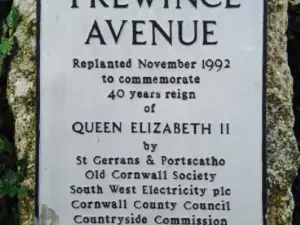 TREWINCE
AVENUE
Replanted November 1992
to commemorate
40 years reign
of
QUEEN ELIZABETH II
by
St Gerrans & Portscatho
Old Cornwall Society
South West Electricity plc
Cornwall County Council
Countryside Commission